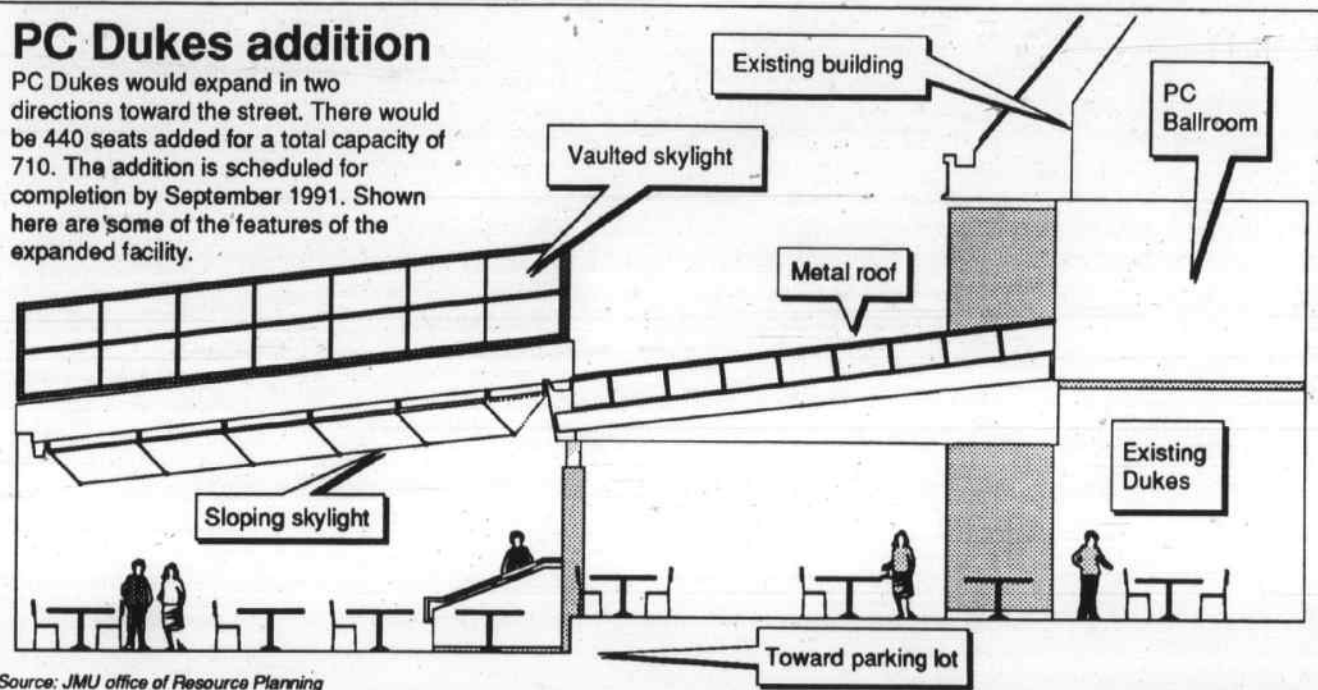 PC Dukes addition
PC Dukes would expand in two
directions toward the street. There would
be 440 seats added for a total capacity of
710. The addition is scheduled for
completion by September 1991. Shown
here are some of the features of the
expanded facility.
Existing building
PC
Ballroom
Vaulted skylight
Metal roof
Existing
Dukes
Sloping skylight
Toward parking lot
Source: JMU office of Resource Planning